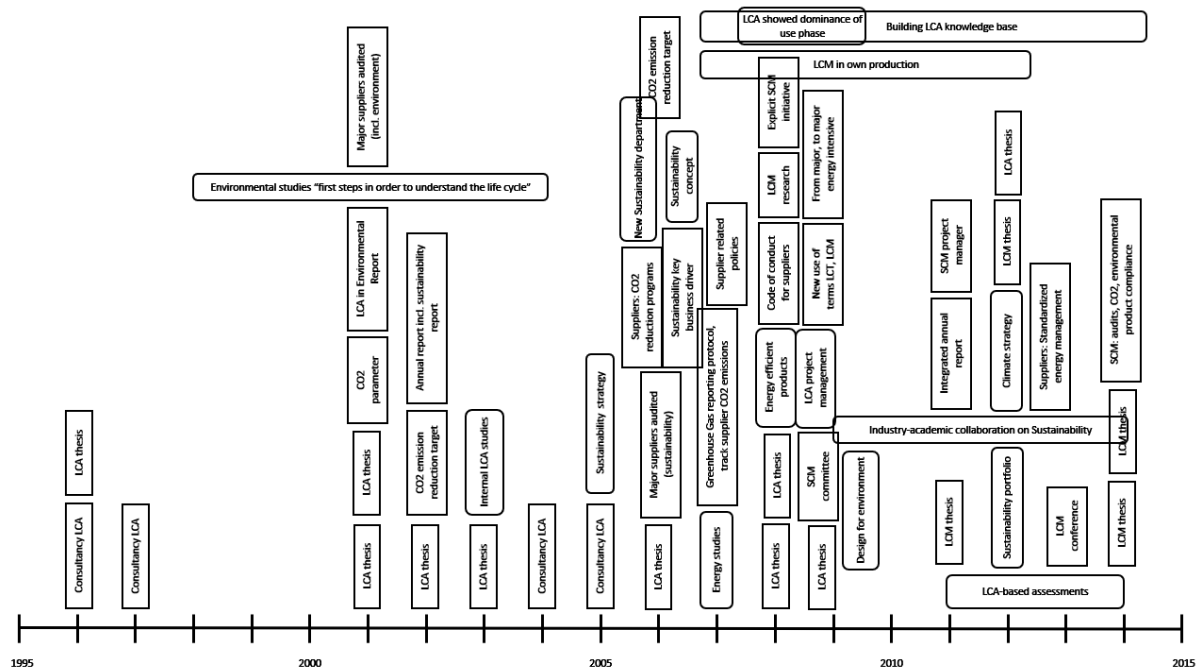 LCA showed dominance of
use phase
Building LCA knowledge base
LCM in own production
Environmental studies "first steps in order to understand the life cycle"
Consultancy LCA
LCA thesis
Consultancy LCA
Major suppliers audited
(incl. environment)
LCA in Environmental
Report
CO2
parameter
LCA thesis
LCA thesis
Annual report incl. sustainability
report
CO2 emission
reduction target
LCA thesis
Internal LCA studies
LCA thesis
Consultancy LCA
Sustainability strategy
Consultancy LCA
CO2 emission
reduction target
New Sustainability department
Sustainability
concept
Suppliers: CO2
reduction programs
Sustainability key
business driver
Major suppliers audited
(sustainability)
LCA thesis
Supplier related
policies
Greenhouse Gas reporting protocol,
track supplier CO2 emissions
Energy studies
Explicit SCM
initiative
LCM
research
Code of conduct
for suppliers
Energy efficient
products
LCA thesis
LCA thesis
From major, to major
energy intensive
New use of
terms LCT, LCM
LCA project
management
SCM
committee
LCA thesis
Industry-academic collaboration on Sustainability
Design for environment
SCM project
manager
Integrated annual
report
LCM thesis
LCA thesis
LCM thesis
Climate strategy
Sustainability portfolio
Suppliers: Standardized
energy management
LCM
conference
SCM: audits, CO2, environmental
product compliance
LCM thesis
LCM thesis
LCA-based assessments
1995
2000
2005
2010
2015